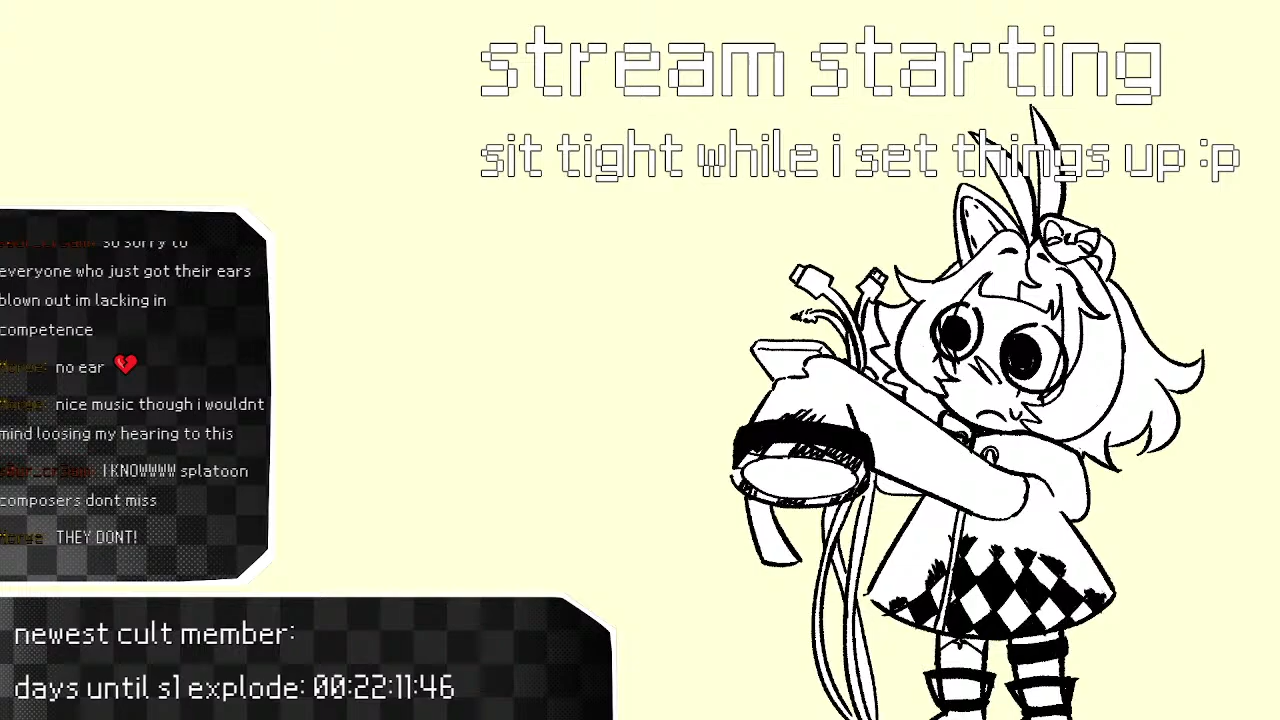 stream starting
sit tight while i set things up :p
so sorry to
everyone who just got their ears
blown out im lacking in
competence
no ear
nice music though i wouldnt
mind loosing my hearing to this
I KNOWWWW splatoon
composers dont miss
THEY DONT!
newest cult member:
days until s1 explode: 00:22:11:46